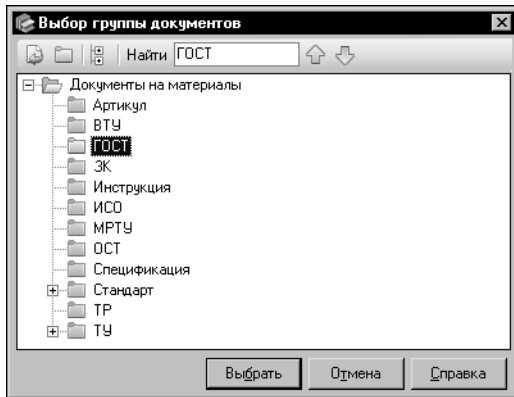 Выбор группы документов
Найти ГОСТ
Документы на материалы
Артикул
ВТУ
ГОСТ
ЗК
Инструкция
ИСО
МРТУ
ОСТ
Спецификация
Стандарт
ТР
ТУ
Выбрать Отмена Справка